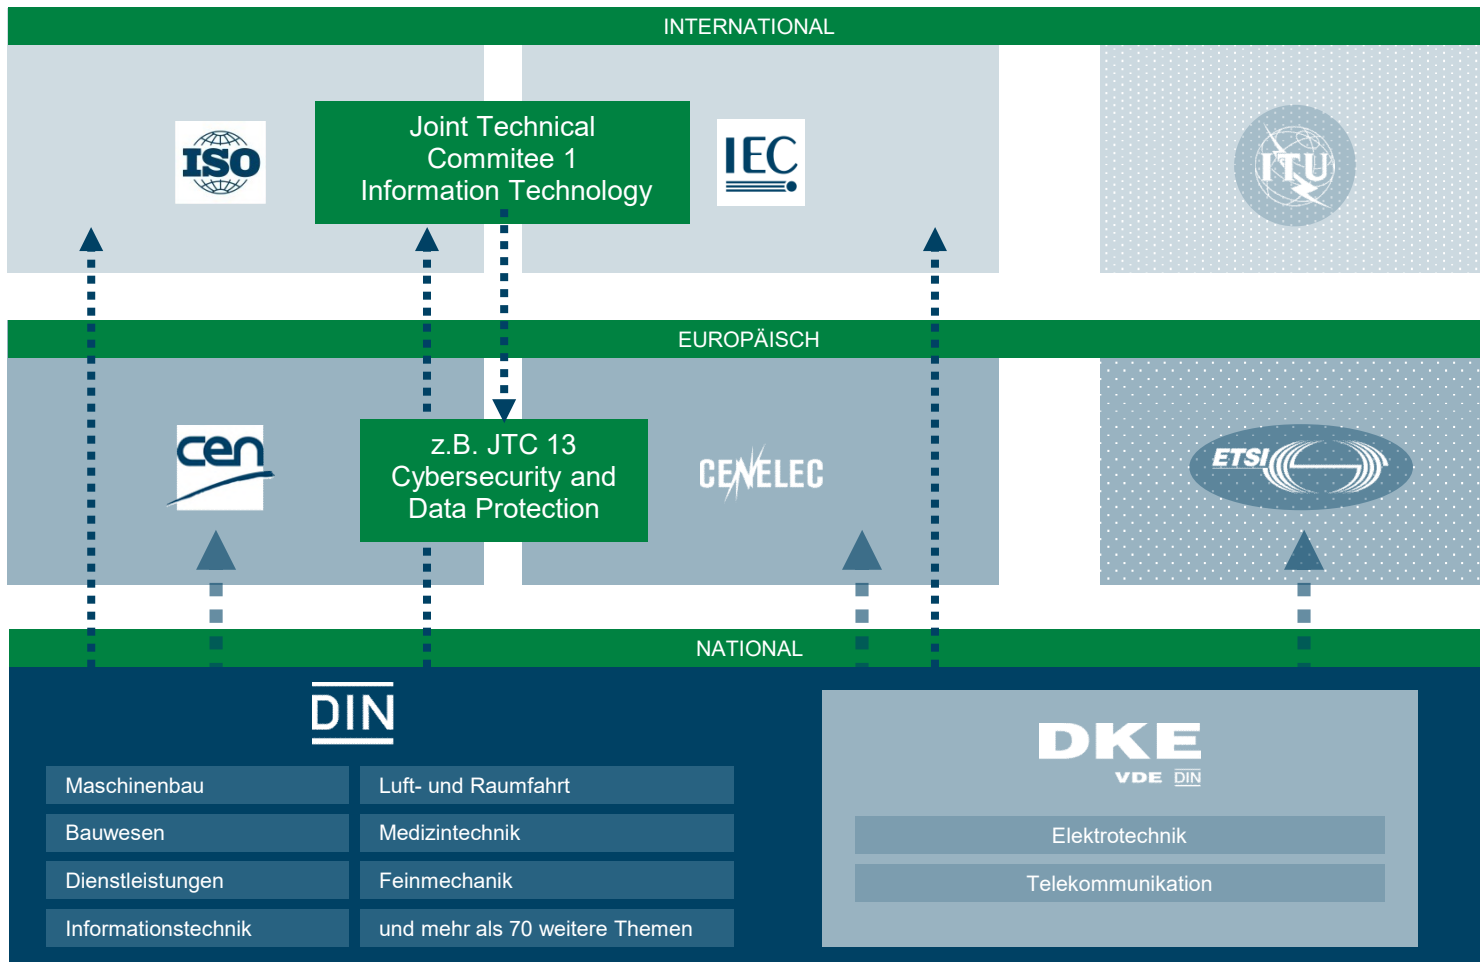 INTERNATIONAL
ISO
Joint Technical
Commitee 1
Information Technology
IEC
ITU
EUROPÄISCH
cen
z.B. JTC 13
Cybersecurity and
Data Protection
CENELEC
ETSI
NATIONAL
DIN
Maschinenbau
Luft- und Raumfahrt
Bauwesen
Medizintechnik
Dienstleistungen
Feinmechanik
Informationstechnik
und mehr als 70 weitere Themen
DKE
VDE DIN
Elektrotechnik
Telekommunikation